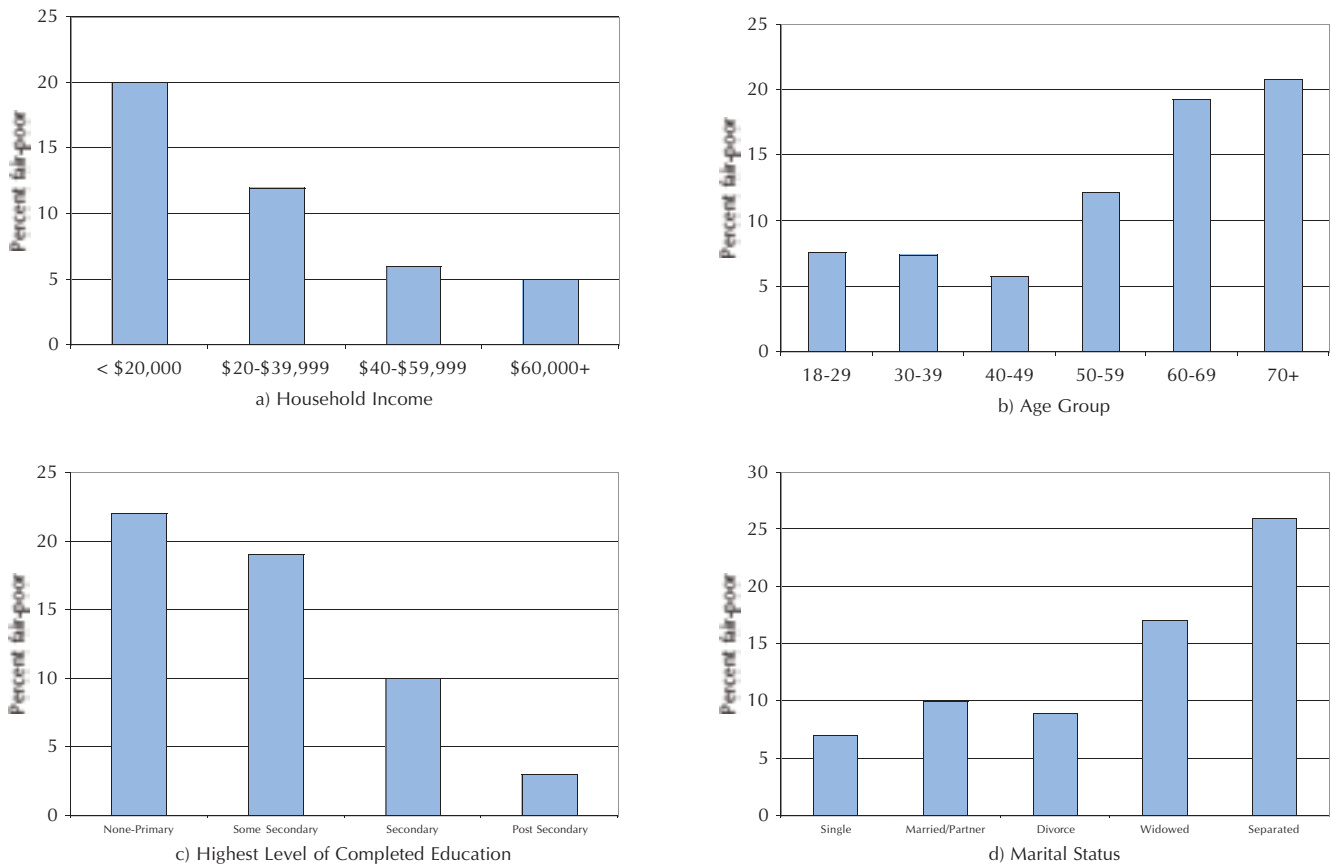 25
20
15
10
5
0
Percent fair-poor
< $20,000 $20-$39,999 $40-$59,999 $60,000+
a) Household Income
25
20
15
10
5
0
Percent fair-poor
18-29 30-39 40-49 50-59 60-69 70+
b) Age Group
25
20
15
10
5
0
Percent fair-poor
None-Primary Some Secondary Secondary Post Secondary
c) Highest Level of Completed Education
30
25
20
15
10
5
0
Percent fair-poor
Single Married/Partner Divorce Widowed Separated
d) Marital Status